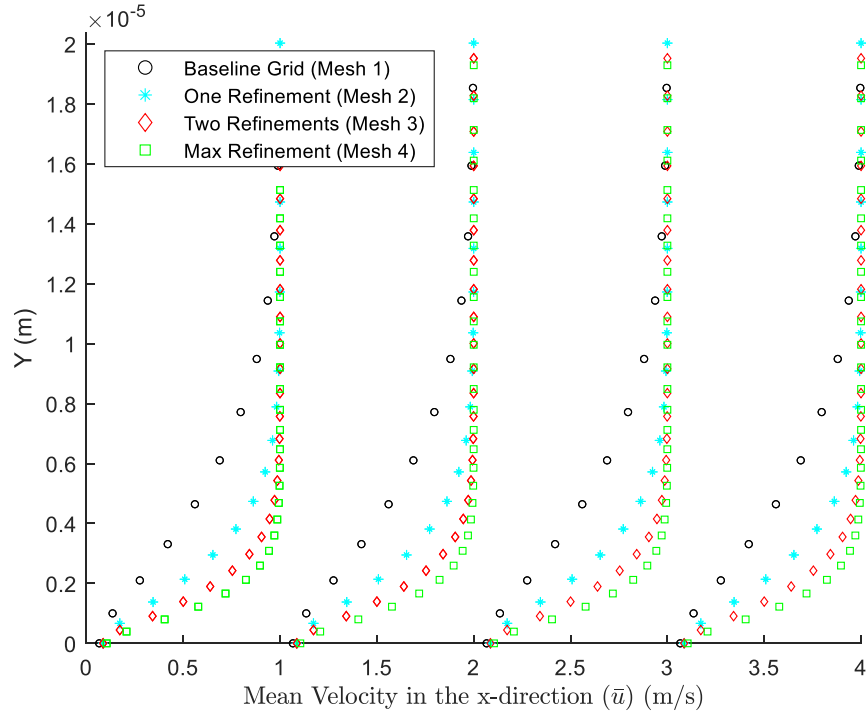 ×10-5
2
1.8
1.6
1.4
1.2
1
0.8
0.6
0.4
0.2
0
Y (m)
Baseline Grid (Mesh 1)
One Refinement (Mesh 2)
Two Refinements (Mesh 3)
Max Refinement (Mesh 4)
0 0.5 1 1.5 2 2.5 3 3.5 4
Mean Velocity in the x-direction (ū) (m/s)